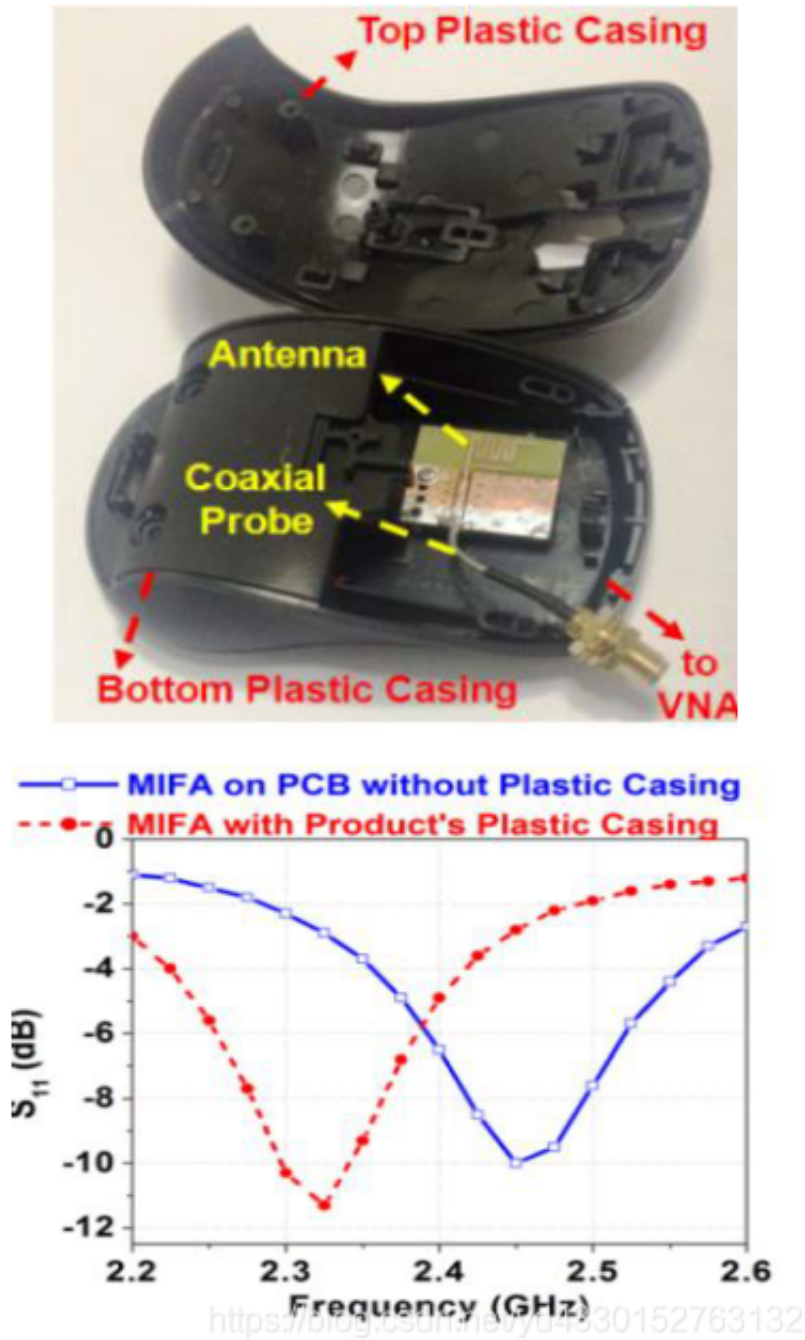 Top Plastic Casing
Antenna
Coaxial
Probe
Bottom Plastic Casing
to
VNA
MIFA on PCB without Plastic Casing
MIFA with Product's Plastic Casing
0
-2
-4
-6
-8
-10
-12
S11 (dB)
2.2 2.3 2.4 2.5 2.6
Frequency (GHz)